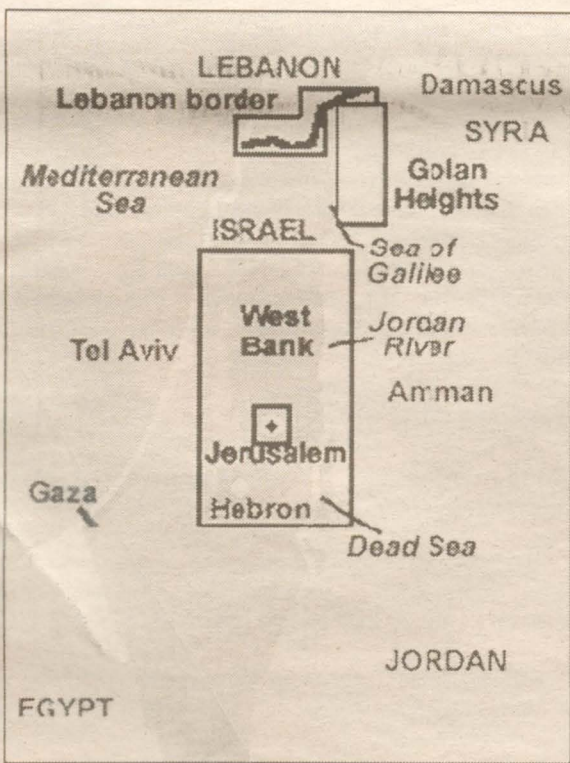 LEBANON
Damascus
Lebanon border
SYRIA
Mediterranean
Sea
Golan
Heights
ISRAEL
Sea of
Galilee
West
Bank
Jordan
River
Tel Aviv
Amman
Jerusalem
Gaza
Hebron
Dead Sea
JORDAN
EGYPT